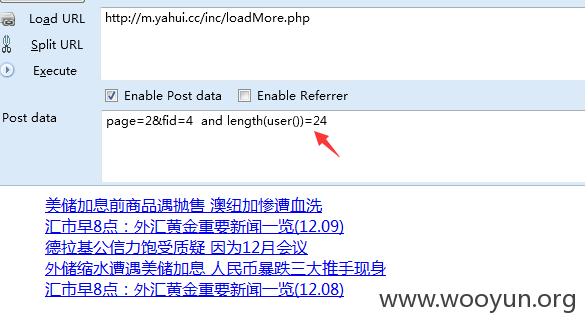 Load URL
http://m.yahui.cc/inc/loadMore.php
Split URL
Execute
Enable Post data Enable Referrer
Post data
page=2&fid=4 and length(user())=24
美储加息前商品遇抛售 澳纽加惨遭血洗
汇市早8点：外汇黄金重要新闻一览(12.09)
德拉基公信力饱受质疑 因为12月会议
外储缩水遭遇美储加息 人民币暴跌三大推手现身
汇市早8点：外汇黄金重要新闻一览(12.08)
www.wooyun.org